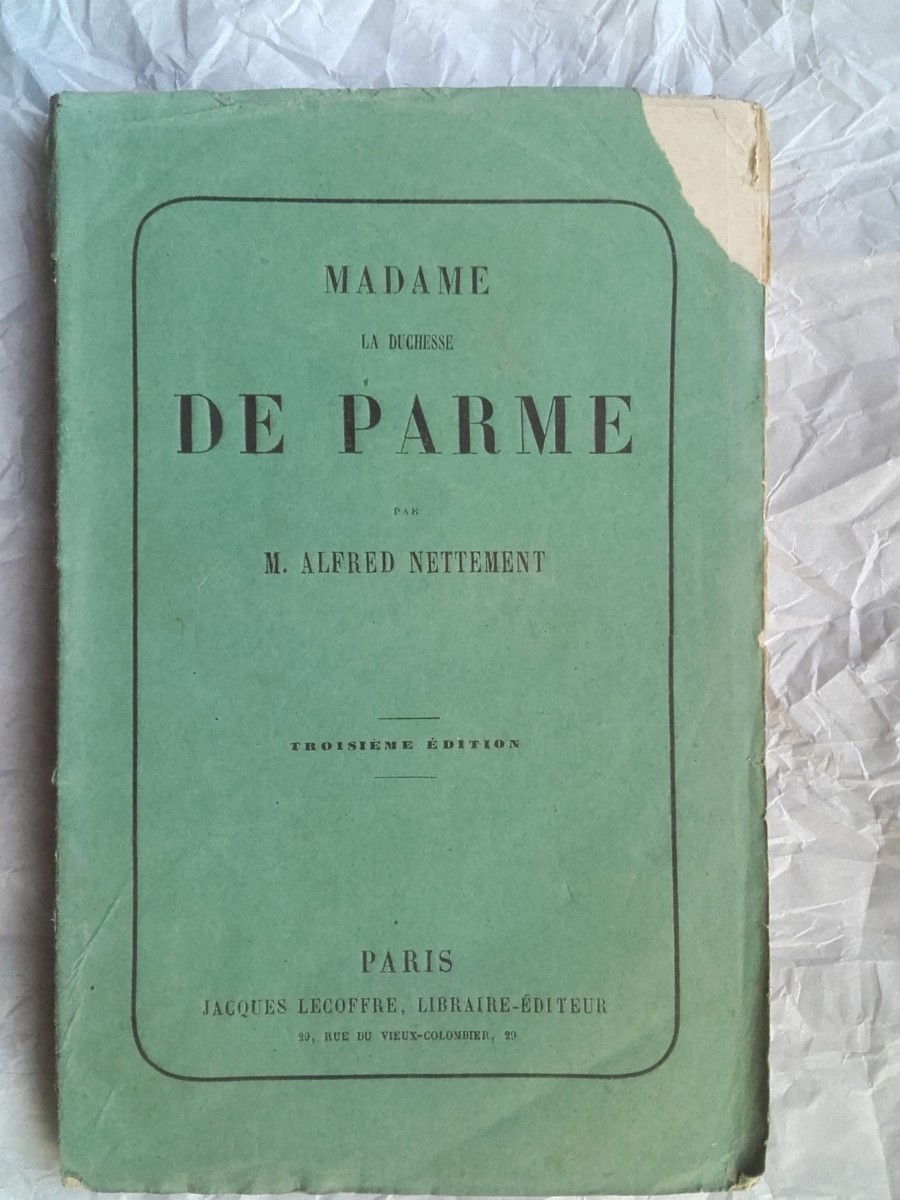 MADAME
LA DUCHESSE
DE PARME
PAR
M. ALFRED NETTEMENT
TROISIÈME ÉDITION
PARIS
JACQUES LECOFFRE, LIBRAIRE-ÉDITEUR
29, RUE DU VIEUX-COLOMBIER, 29